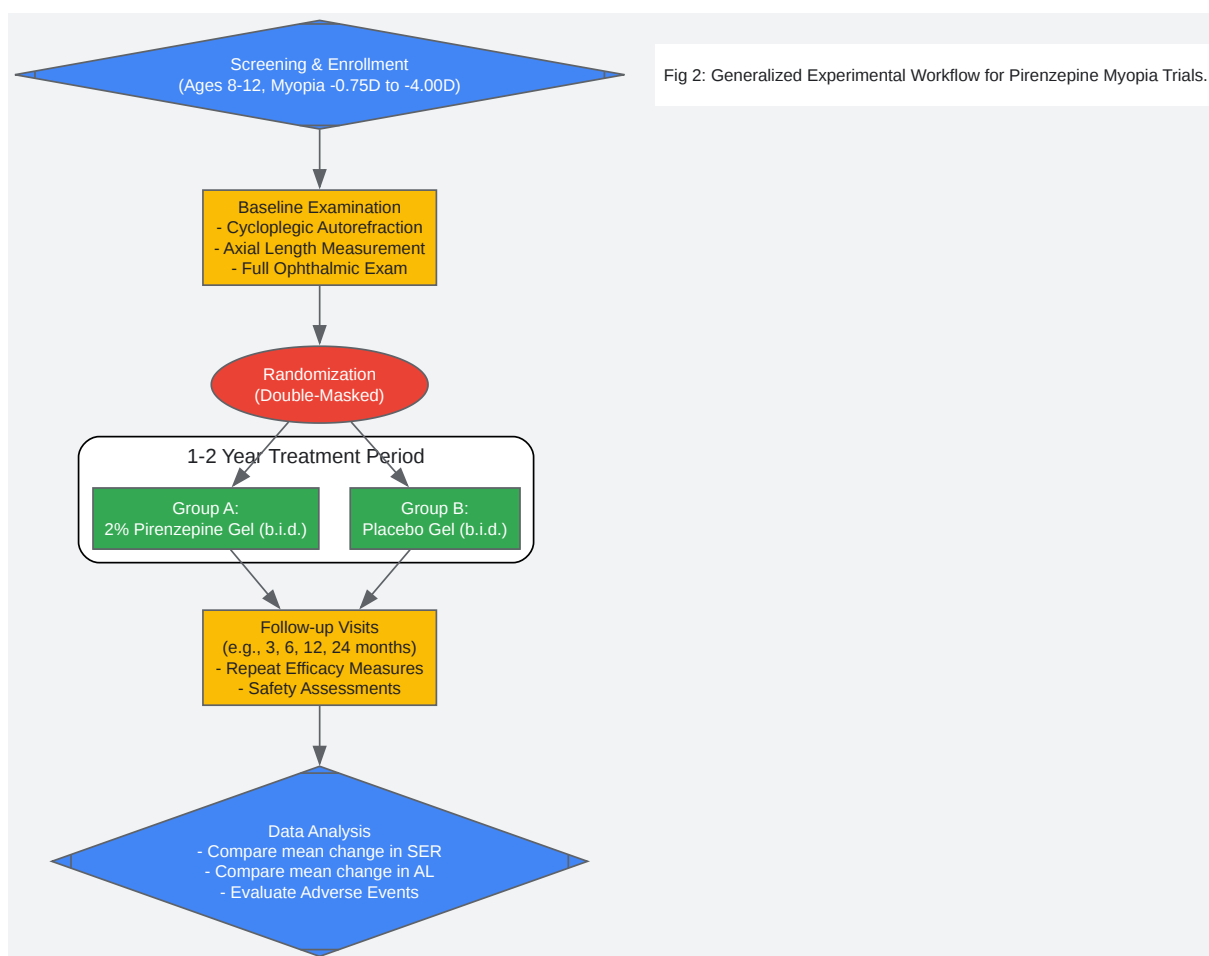 Screening & Enrollment
(Ages 8-12, Myopia -0.75D to -4.00D)
Fig 2: Generalized Experimental Workflow for Pirenzepine Myopia Trials.
Baseline Examination
- Cycloplegic Autorefraction
- Axial Length Measurement
- Full Ophthalmic Exam
Randomization
(Double-Masked)
1-2 Year Treatment Period
Group A:
2% Pirenzepine Gel (b.i.d.)
Group B:
Placebo Gel (b.i.d.)
Follow-up Visits
(e.g., 3, 6, 12, 24 months)
- Repeat Efficacy Measures
- Safety Assessments
Data Analysis
- Compare mean change in SER
- Compare mean change in AL
- Evaluate Adverse Events